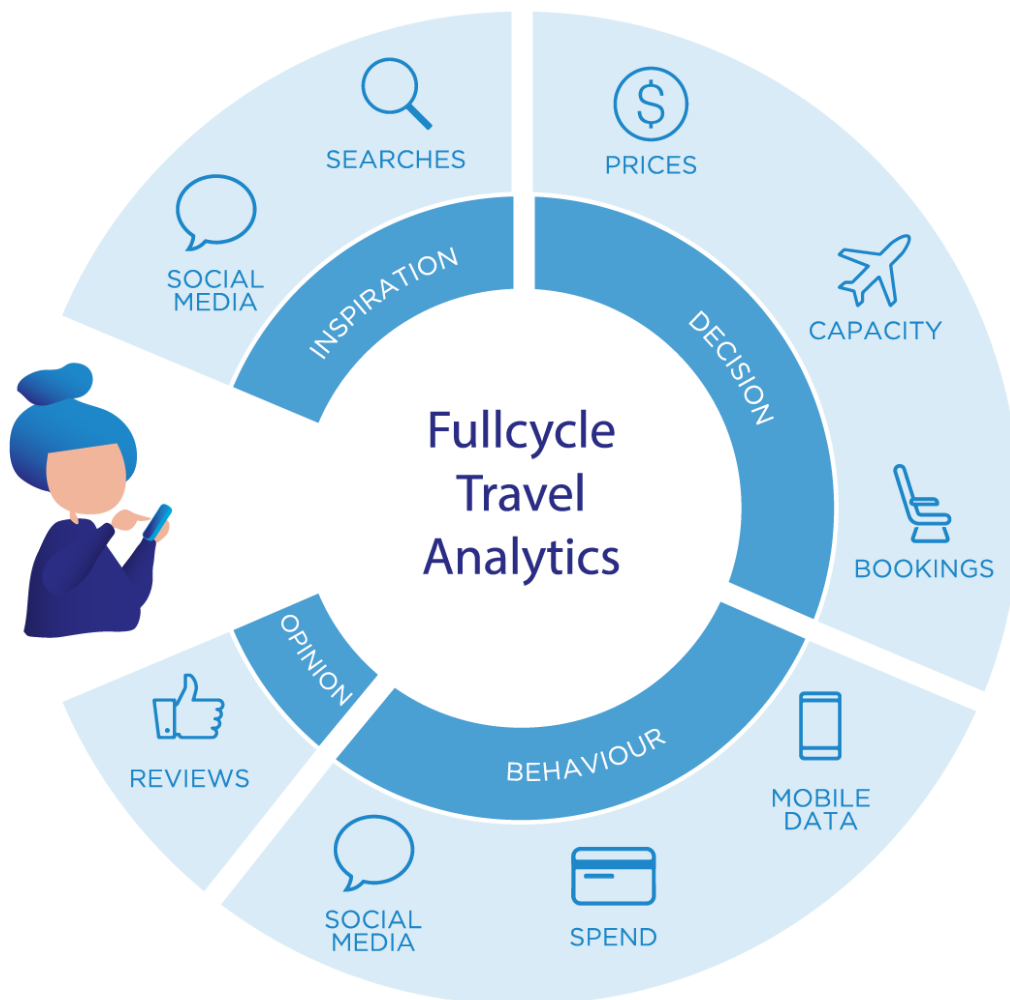 Fullcycle
Travel
Analytics
INSPIRATION
SOCIAL
MEDIA
SEARCHES
DECISION
PRICES
CAPACITY
BOOKINGS
BEHAVIOUR
MOBILE
DATA
SPEND
SOCIAL
MEDIA
OPINION
REVIEWS